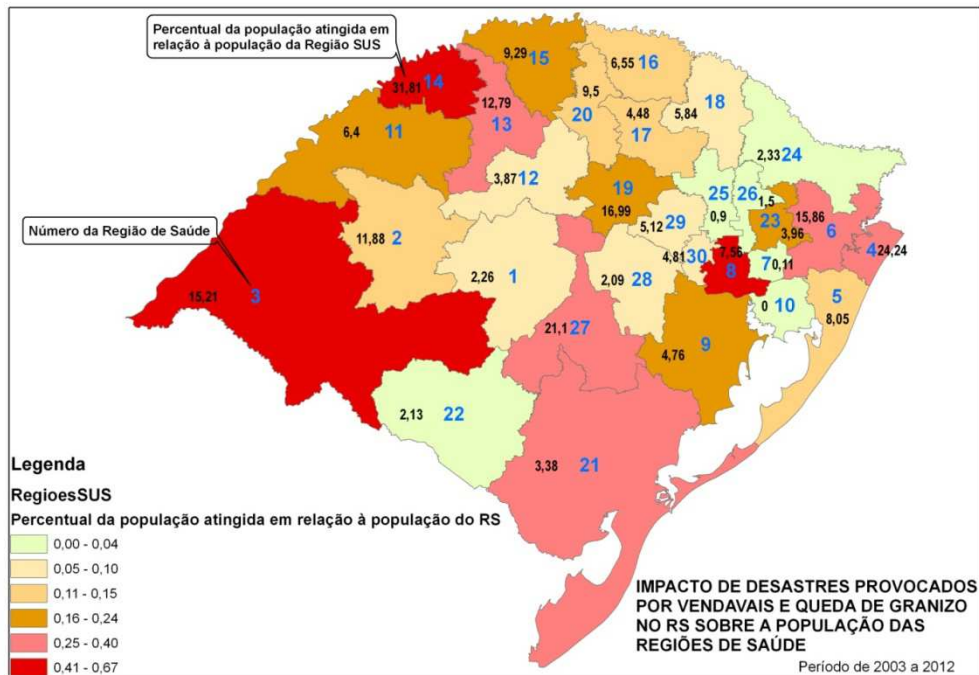 Percentual da população atingida em
relação à população da Região SUS
9,29 15
6,55 16
31,81 14
12,79
13
9,5
20
4,48
17
5,84
18
6,4 11
2,33 24
3,87 12
19
16,99
25
0,9
26
1,5
23
3,96
15,86
6
4 24,24
Número da Região de Saúde
11,88 2
5,12
29
4,81 30
7,56
8
7 0,11
15,21 3
2,26 1
2,09 28
0 10
5
8,05
21,1 27
4,76 9
2,13 22
3,38 21
Legenda
RegioesSUS
Percentual da população atingida em relação à população do RS
0,00 - 0,04
0,05 - 0,10
0,11 - 0,15
0,16 - 0,24
0,25 - 0,40
0,41 - 0,67
IMPACTO DE DESASTRES PROVOCADOS
POR VENDAVAIS E QUEDA DE GRANIZO
NO RS SOBRE A POPULAÇÃO DAS
REGIÕES DE SAÚDE
Período de 2003 a 2012